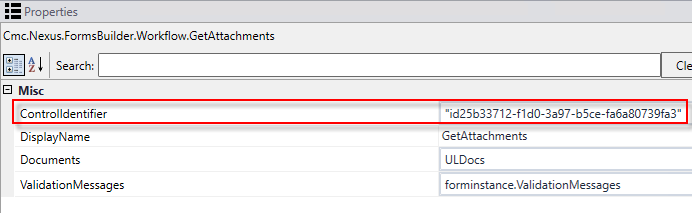 Properties
Cmc.Nexus.FormsBuilder.Workflow.GetAttachments
Search: Cle
Misc
ControlIdentifier "id25b33712-f1d0-3a97-b5ce-fa6a80739fa3"
DisplayName GetAttachments
Documents ULDocs
ValidationMessages forminstance.ValidationMessages